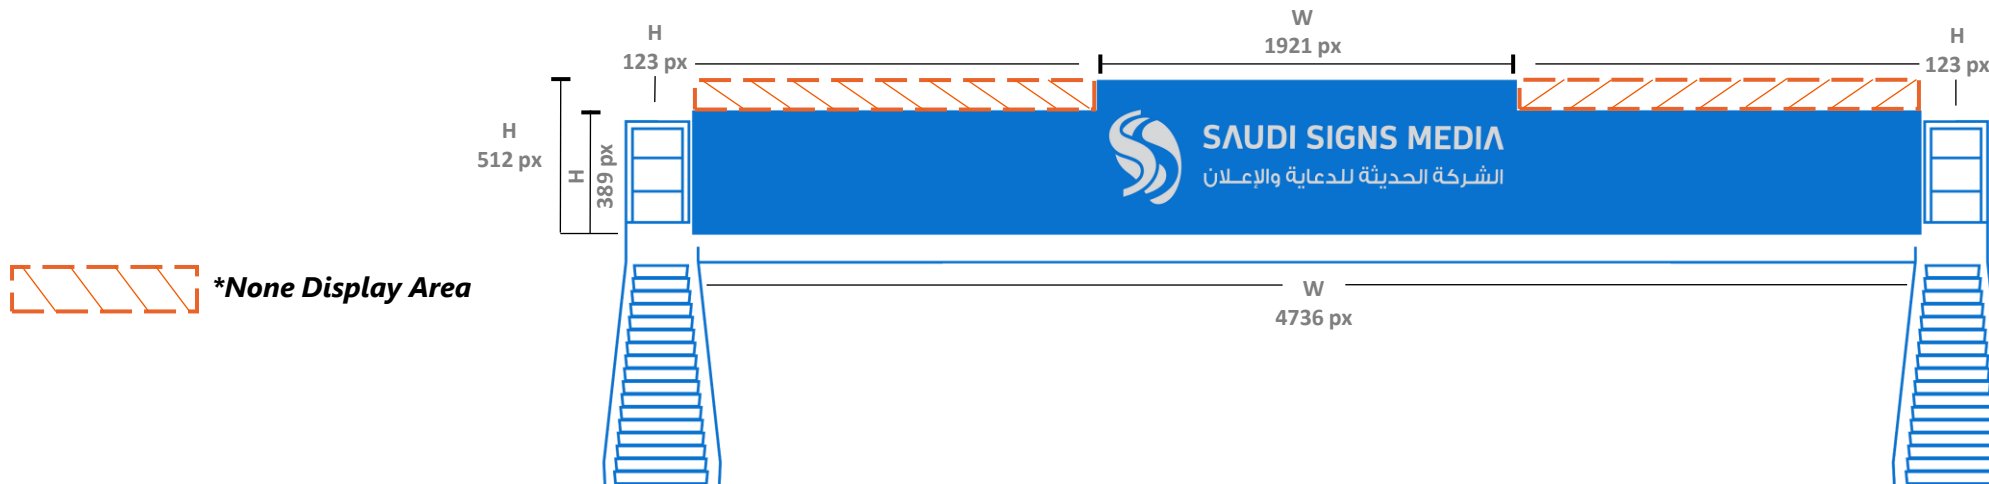 W
1921 px
H
123 px
H
123 px
H
512 px
H
389 px
SAUDI SIGNS MEDIA
الشركة الحديثة للدعاية والإعــلان
*None Display Area
W
4736 px